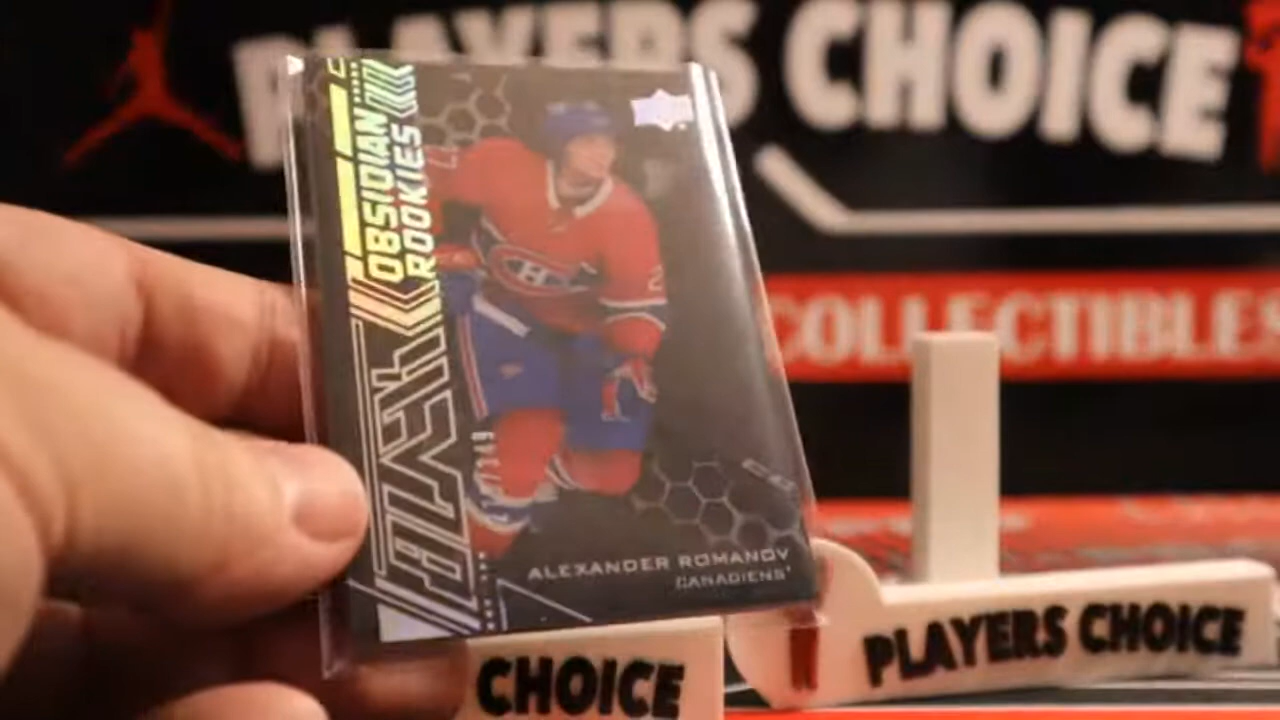 PLAYERS CHOICE
COLLECTIBLES
OBSIDIAN
ROOKIES
ALEXANDER ROMANOV
CANADIENS
CHOICE
PLAYERS CHOICE